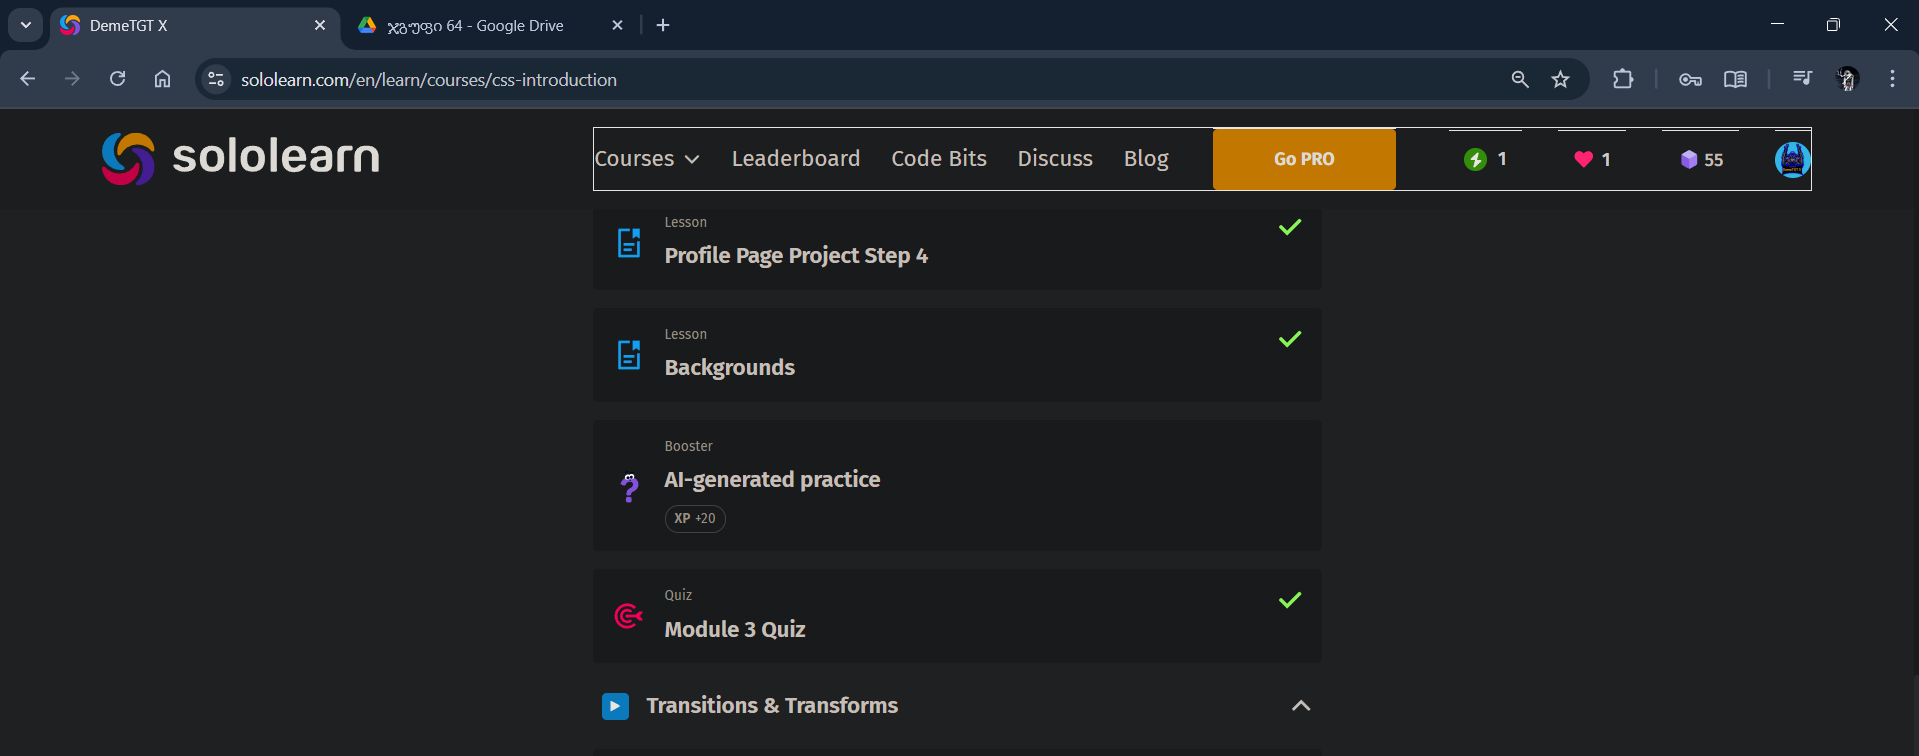 DemeTGT X
ჯგუფი 64 - Google Drive
sololearn.com/en/learn/courses/css-introduction
sololearn
Courses Leaderboard Code Bits Discuss Blog Go PRO 1 1 55
Lesson
Profile Page Project Step 4
Lesson
Backgrounds
Booster
AI-generated practice
XP +20
Quiz
Module 3 Quiz
Transitions & Transforms